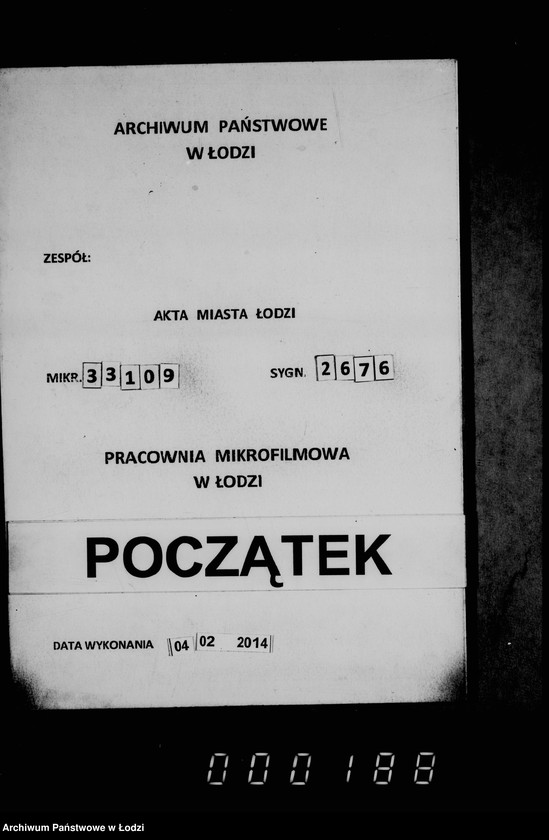 ARCHIWUM PAŃSTWOWE
W ŁODZI
ZESPÓŁ:
AKTA MIASTA ŁODZI
MIKR. 33109 SYGN. 2676
PRACOWNIA MIKROFILMOWA
W ŁODZI
POCZĄTEK
DATA WYKONANIA 04 02 2014
000188
Archiwum Państwowe w Łodzi